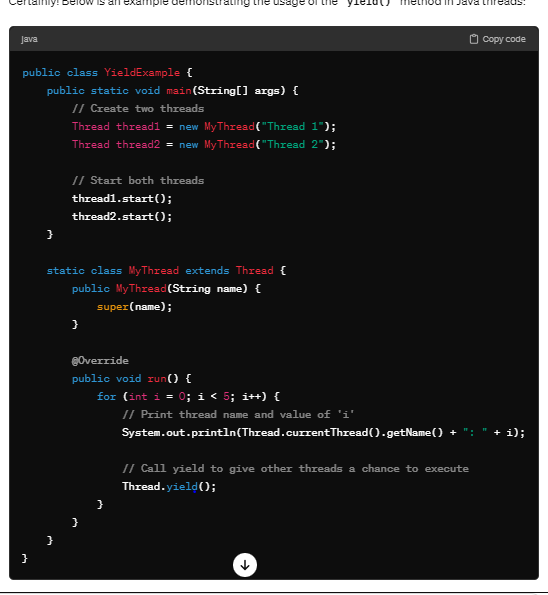 Certainly! Below is an example demonstrating the usage of the `yield()` method in Java threads:
java
Copy code
public class YieldExample {
    public static void main(String[] args) {
        // Create two threads
        Thread thread1 = new MyThread("Thread 1");
        Thread thread2 = new MyThread("Thread 2");

        // Start both threads
        thread1.start();
        thread2.start();
    }

    static class MyThread extends Thread {
        public MyThread(String name) {
            super(name);
        }

        @Override
        public void run() {
            for (int i = 0; i < 5; i++) {
                // Print thread name and value of 'i'
                System.out.println(Thread.currentThread().getName() + ": " + i);

                // Call yield to give other threads a chance to execute
                Thread.yield();
            }
        }
    }
}